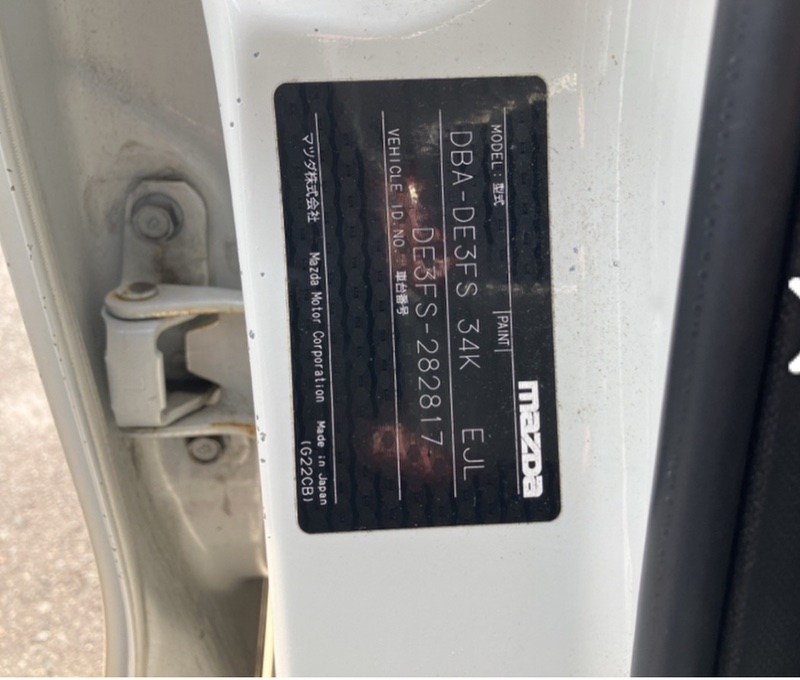 mazda
MODEL：型式 |PAINT|
DBA-DE3FS 34K EJL
VEHICLE ID.NO. 車台番号
DE3FS-282817
マツダ株式会社 Mazda Motor Corporation Made in Japan
(G22CB)